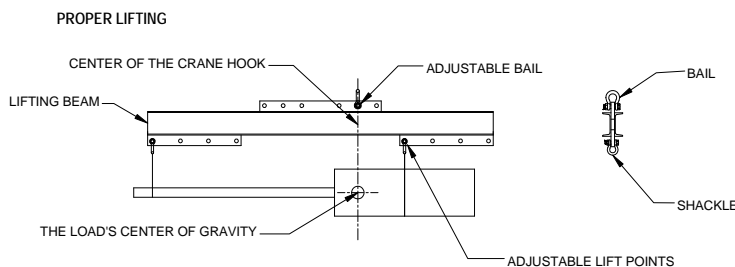 PROPER LIFTING
CENTER OF THE CRANE HOOK
ADJUSTABLE BAIL
BAIL
LIFTING BEAM
SHACKLE
THE LOAD'S CENTER OF GRAVITY
ADJUSTABLE LIFT POINTS